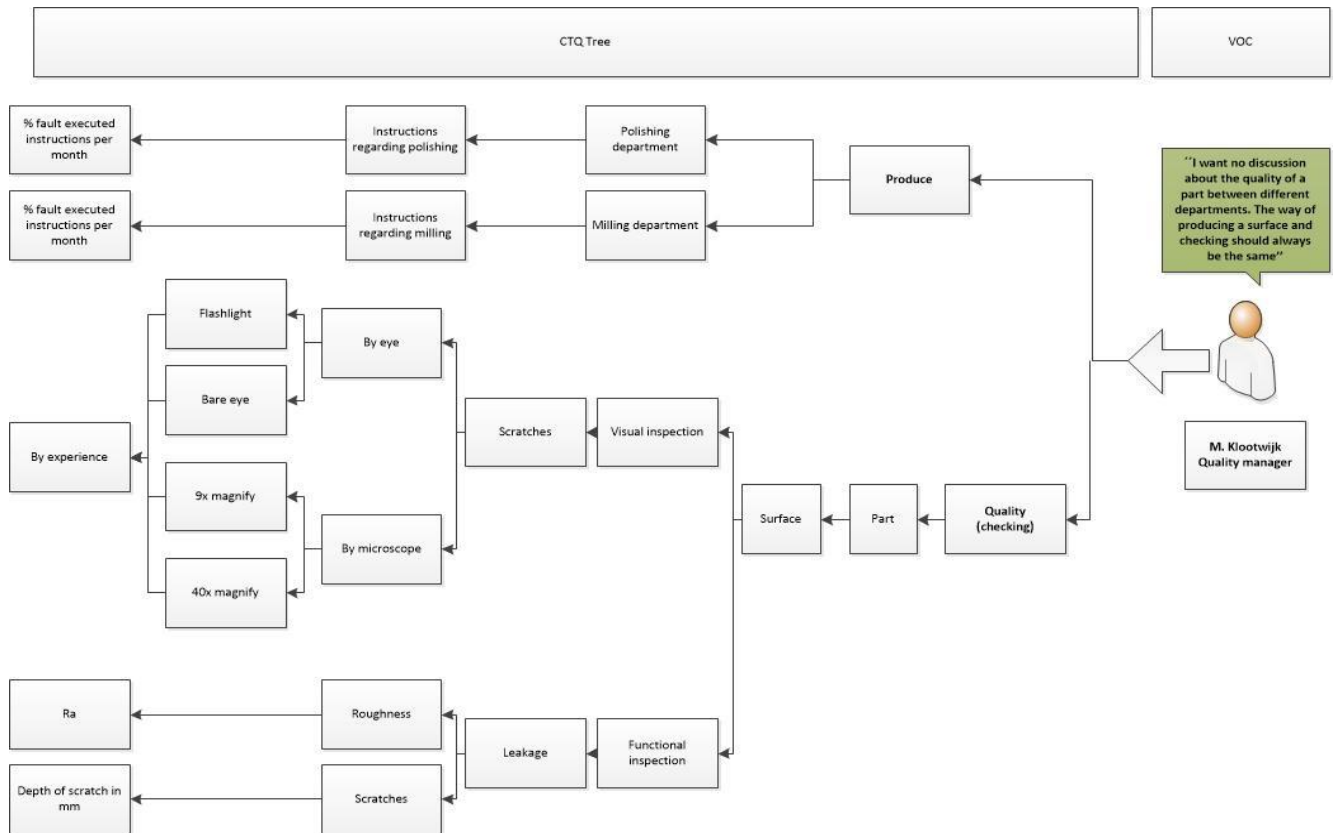 CTQ Tree
VOC
% fault executed
instructions per
month
Instructions
regarding polishing
Polishing
department
Produce
% fault executed
instructions per
month
Instructions
regarding milling
Milling department
´´I want no discussion
about the quality of a
part between different
departments. The way of
producing a surface and
checking should always
be the same”
Flashlight
By eye
Bare eye
By experience
Scratches
Visual inspection
M. Klootwijk
Quality manager
9x magnify
By microscope
40x magnify
Surface
Part
Quality
(checking)
Ra
Roughness
Leakage
Functional
inspection
Depth of scratch in
mm
Scratches